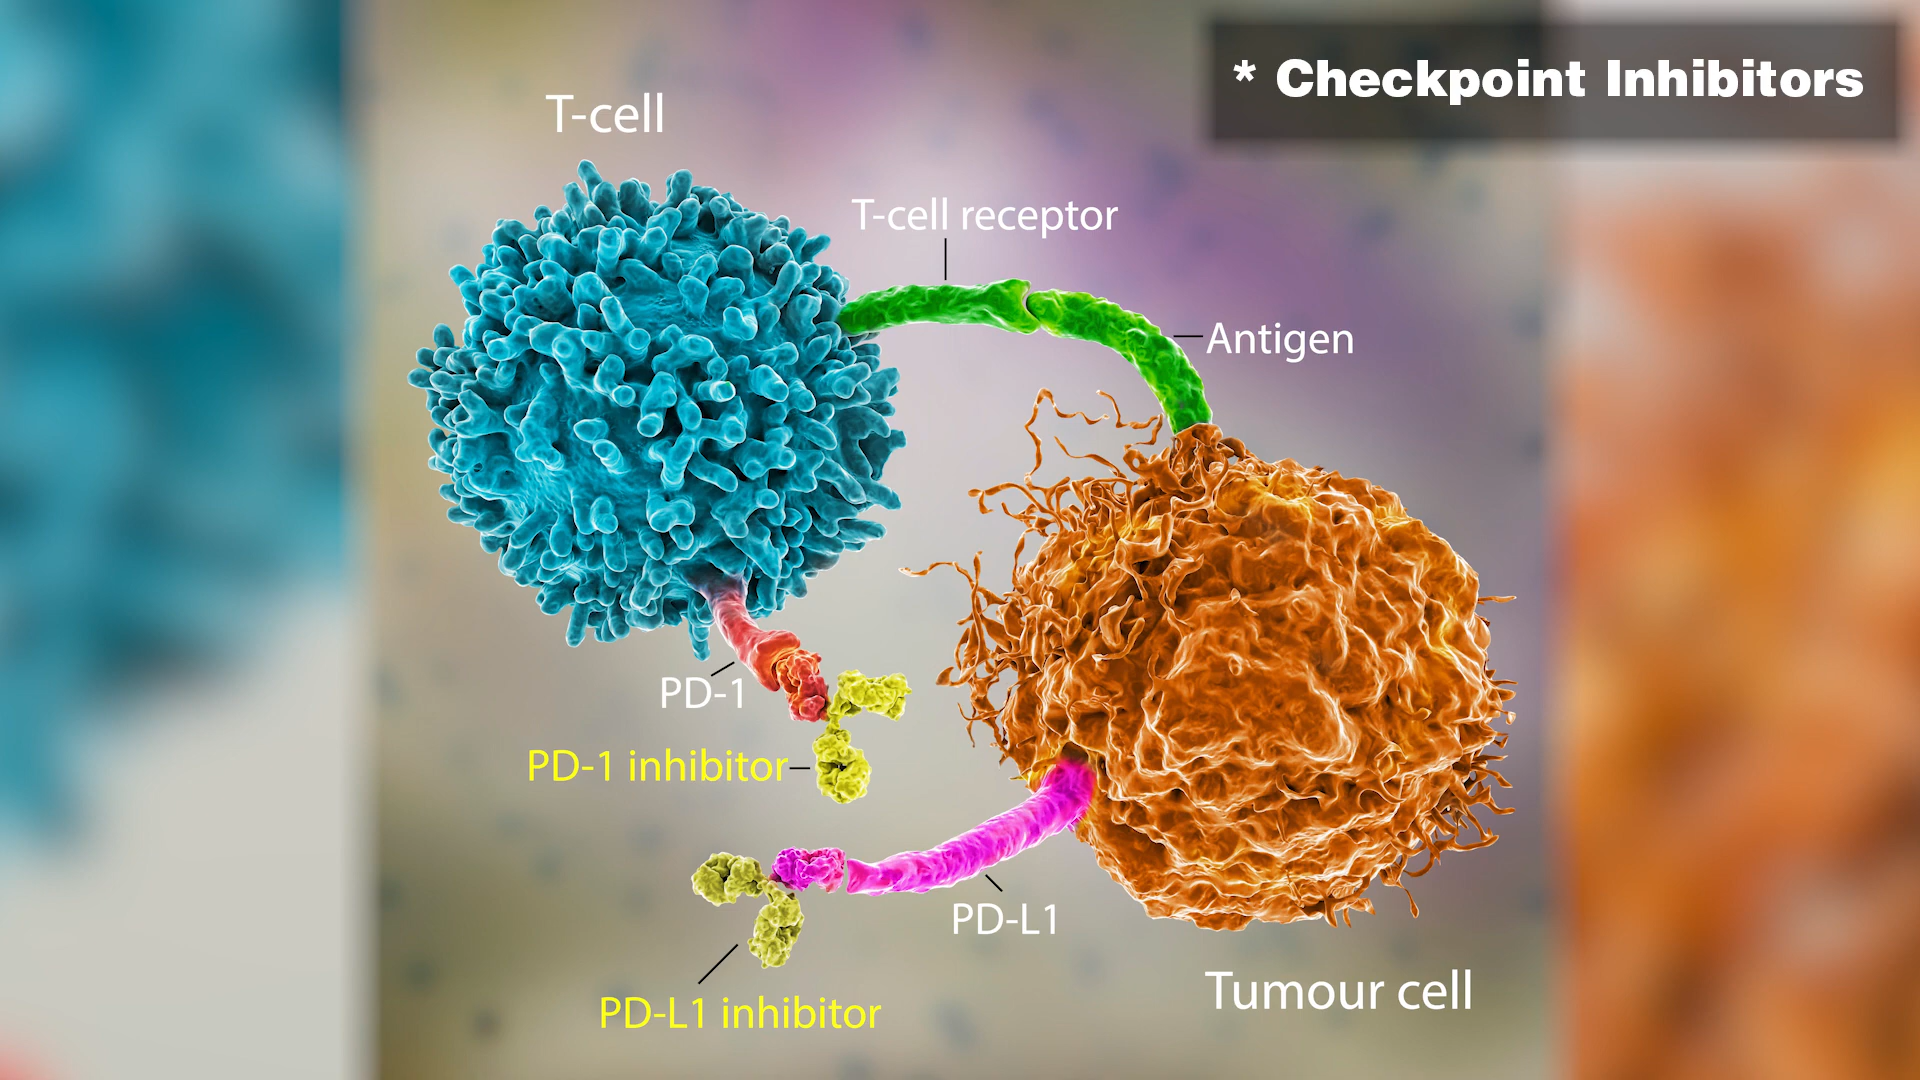 * Checkpoint Inhibitors
T-cell
T-cell receptor
Antigen
PD-1
PD-1 inhibitor
PD-L1
PD-L1 inhibitor
Tumour cell